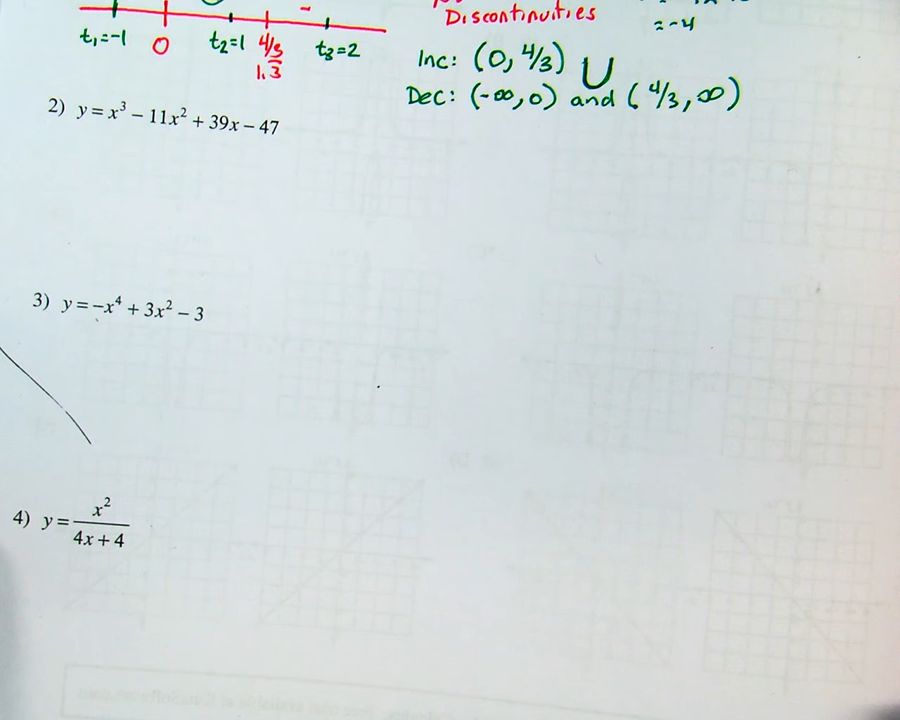 Discontinuities
= -4
t₁=-1 0 t₂=1 4/3 t₃=2
1.3̅
Inc: (0, 4/3) ∪
Dec: (-∞, 0) and (4/3, ∞)
2) y = x³ − 11x² + 39x − 47
3) y = −x⁴ + 3x² − 3
4) y = x² / (4x + 4)